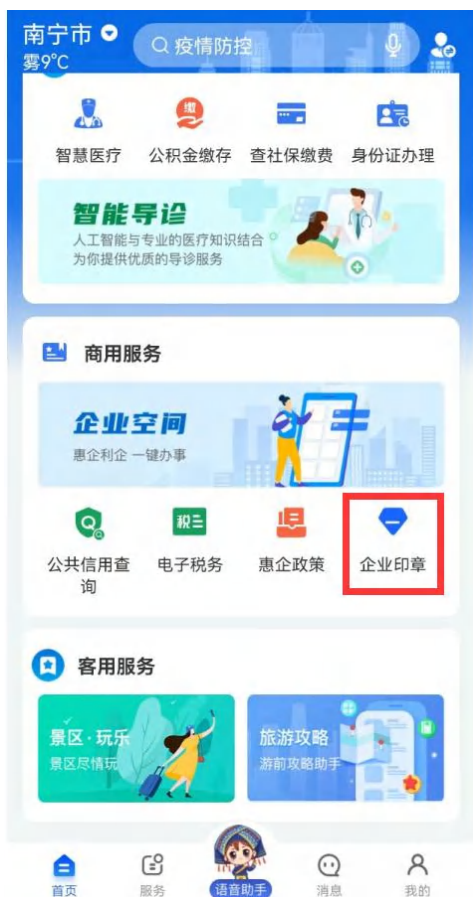 南宁市
疫情防控
雾9°C
缴
智慧医疗 公积金缴存 查社保缴费 身份证办理
智能导诊
人工智能与专业的医疗知识结合
为你提供优质的导诊服务
商用服务
企业空间
惠企利企 一键办事
税
公共信用查询 电子税务 惠企政策 企业印章
客用服务
景区·玩乐
景区尽情玩
旅游攻略
游前攻略助手
首页 服务 语音助手 消息 我的